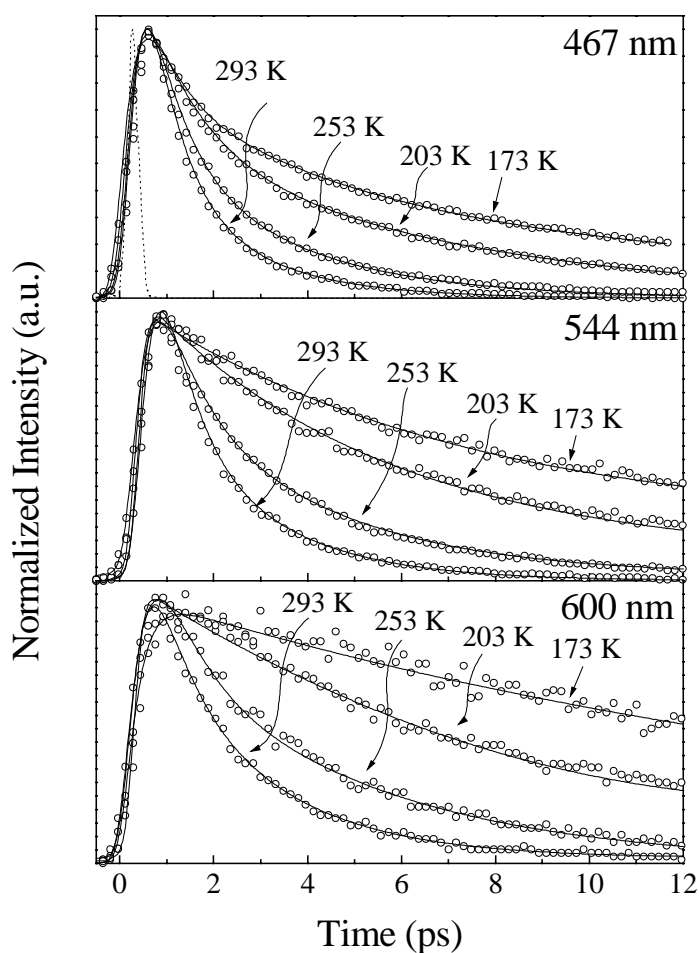 467 nm
293 K
253 K
203 K
173 K
544 nm
293 K
253 K
203 K
173 K
600 nm
293 K
253 K
203 K
173 K
Normalized Intensity (a.u.)
0 2 4 6 8 10 12
Time (ps)